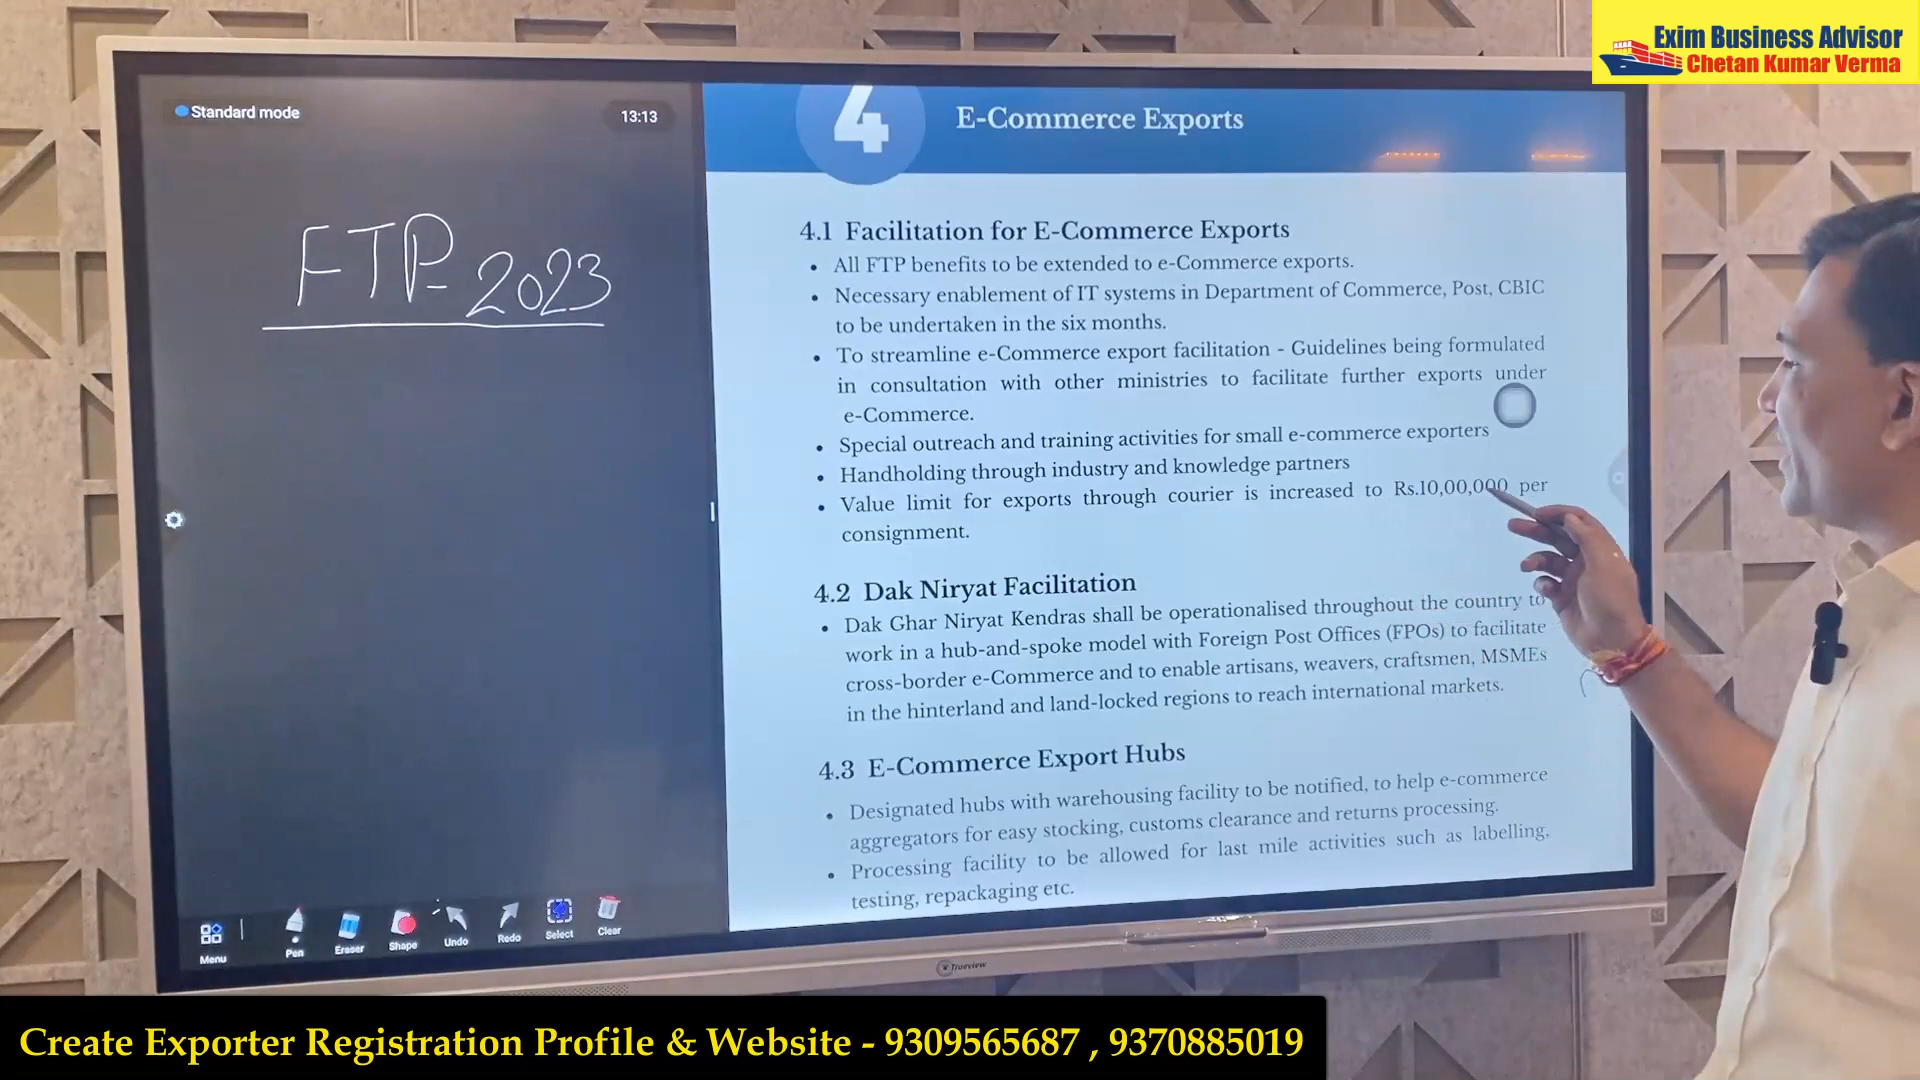 Exim Business Advisor
Chetan Kumar Verma
Standard mode
13:13
FTP-2023
4
E-Commerce Exports
4.1 Facilitation for E-Commerce Exports
• All FTP benefits to be extended to e-Commerce exports.
• Necessary enablement of IT systems in Department of Commerce, Post, CBIC
to be undertaken in the six months.
• To streamline e-Commerce export facilitation - Guidelines being formulated
in consultation with other ministries to facilitate further exports under
e-Commerce.
• Special outreach and training activities for small e-commerce exporters
• Handholding through industry and knowledge partners
• Value limit for exports through courier is increased to Rs.10,00,000 per
consignment.
4.2 Dak Niryat Facilitation
• Dak Ghar Niryat Kendras shall be operationalised throughout the country to
work in a hub-and-spoke model with Foreign Post Offices (FPOs) to facilitate
cross-border e-Commerce and to enable artisans, weavers, craftsmen, MSMEs
in the hinterland and land-locked regions to reach international markets.
4.3 E-Commerce Export Hubs
• Designated hubs with warehousing facility to be notified, to help e-commerce
aggregators for easy stocking, customs clearance and returns processing.
• Processing facility to be allowed for last mile activities such as labelling,
testing, repackaging etc.
Menu
Pen
Eraser
Shape
Undo
Redo
Select
Clear
Trueview
Create Exporter Registration Profile & Website - 9309565687 , 9370885019